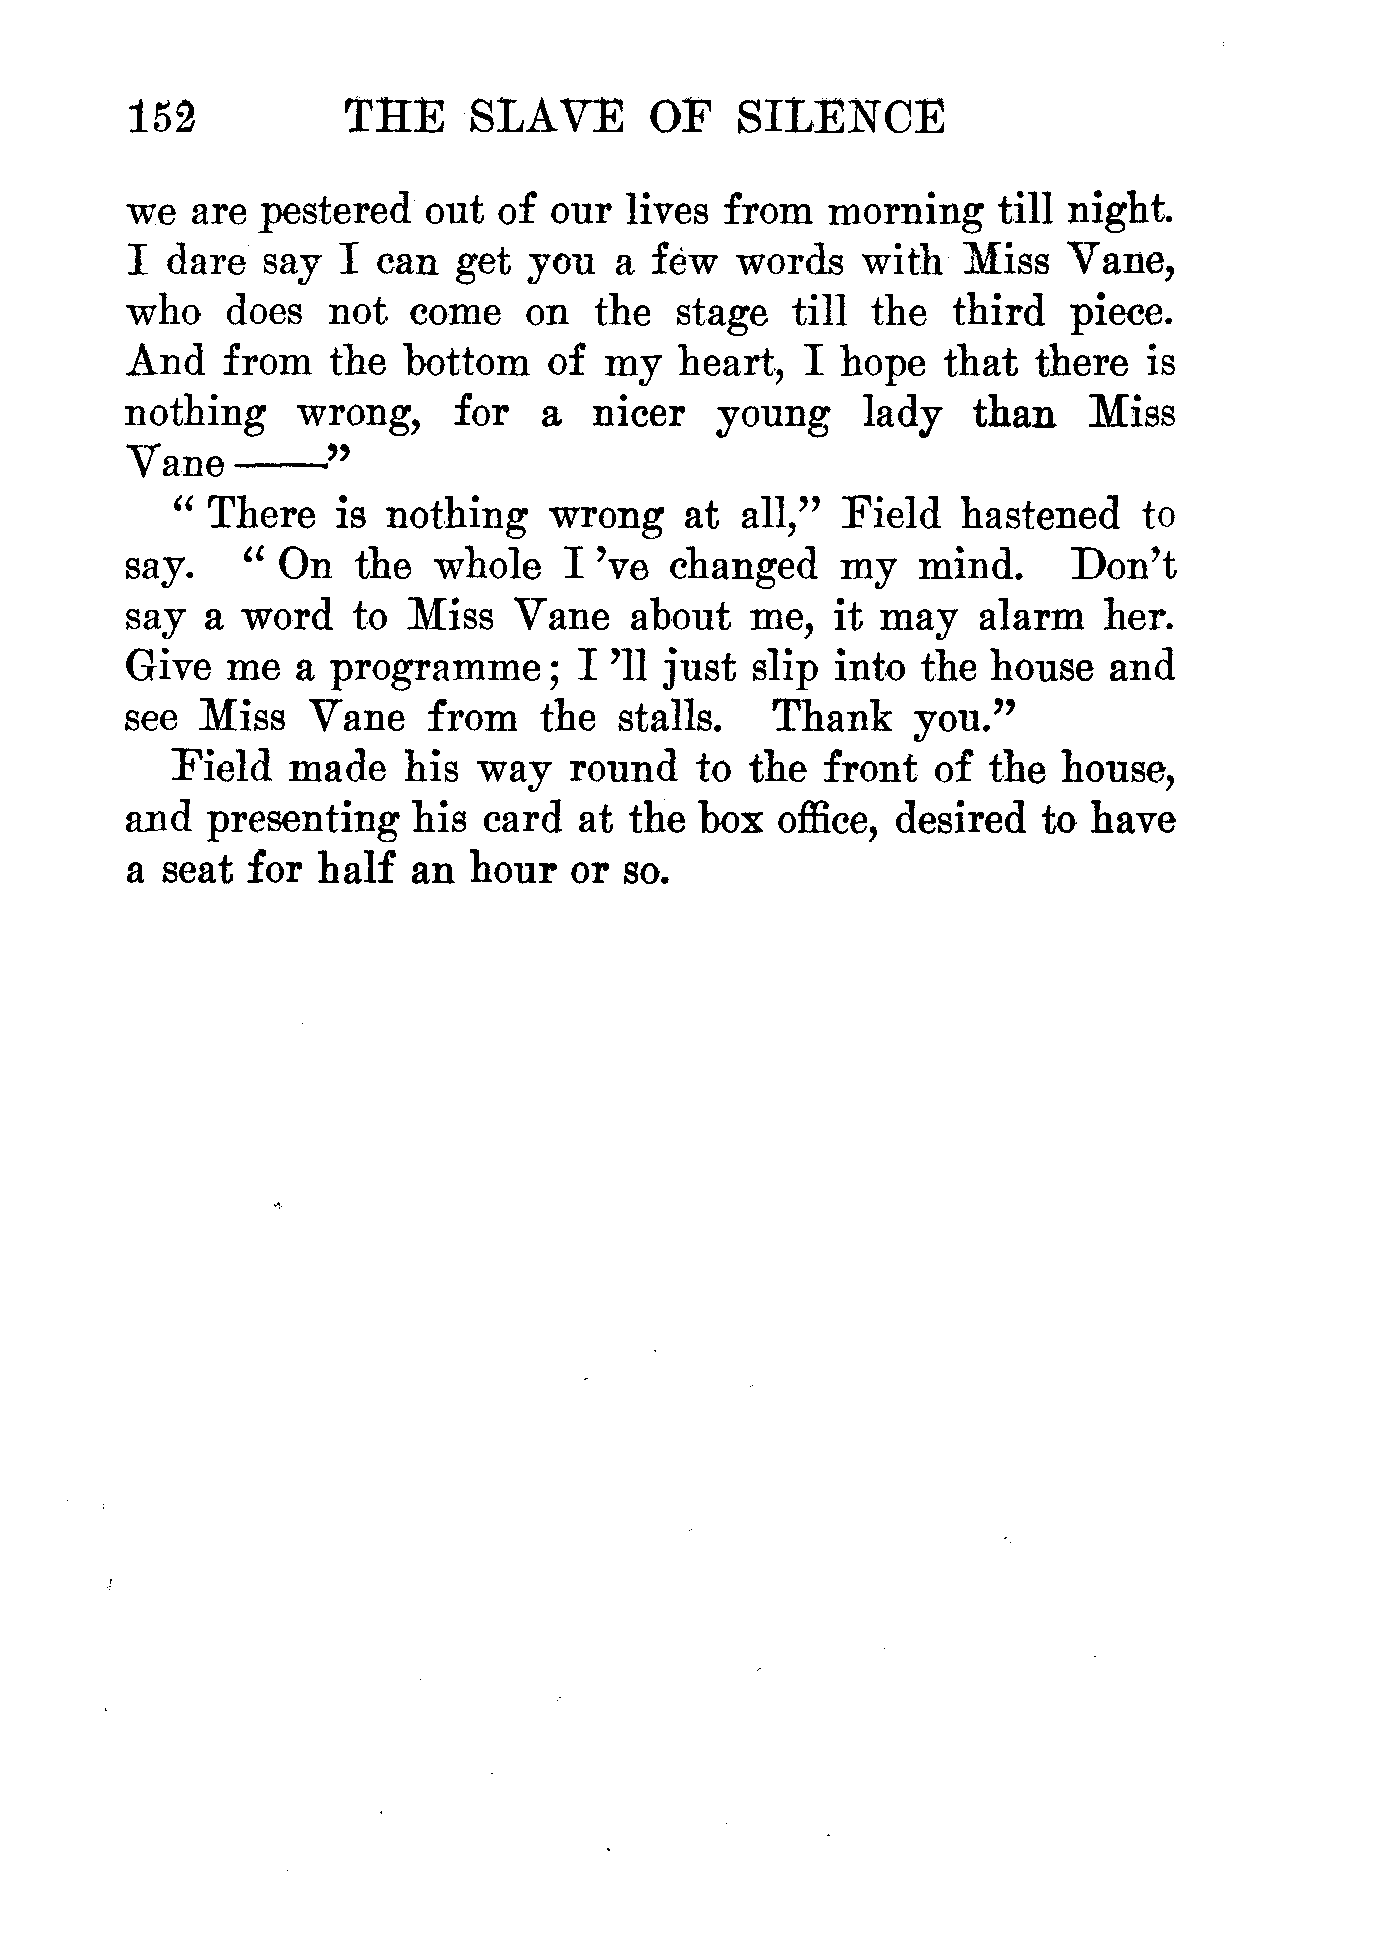 152 THE SLAVE OF SILENCE
we are pestered out of our lives from morning till night.
I dare say I can get you a few words with Miss Vane,
who does not come on the stage till the third piece.
And from the bottom of my heart, I hope that there is
nothing wrong, for a nicer young lady than Miss
Vane ——”
“ There is nothing wrong at all,” Field hastened to
say. “ On the whole I ’ve changed my mind. Don’t
say a word to Miss Vane about me, it may alarm her.
Give me a programme; I ’ll just slip into the house and
see Miss Vane from the stalls. Thank you.”
Field made his way round to the front of the house,
and presenting his card at the box office, desired to have
a seat for half an hour or so.